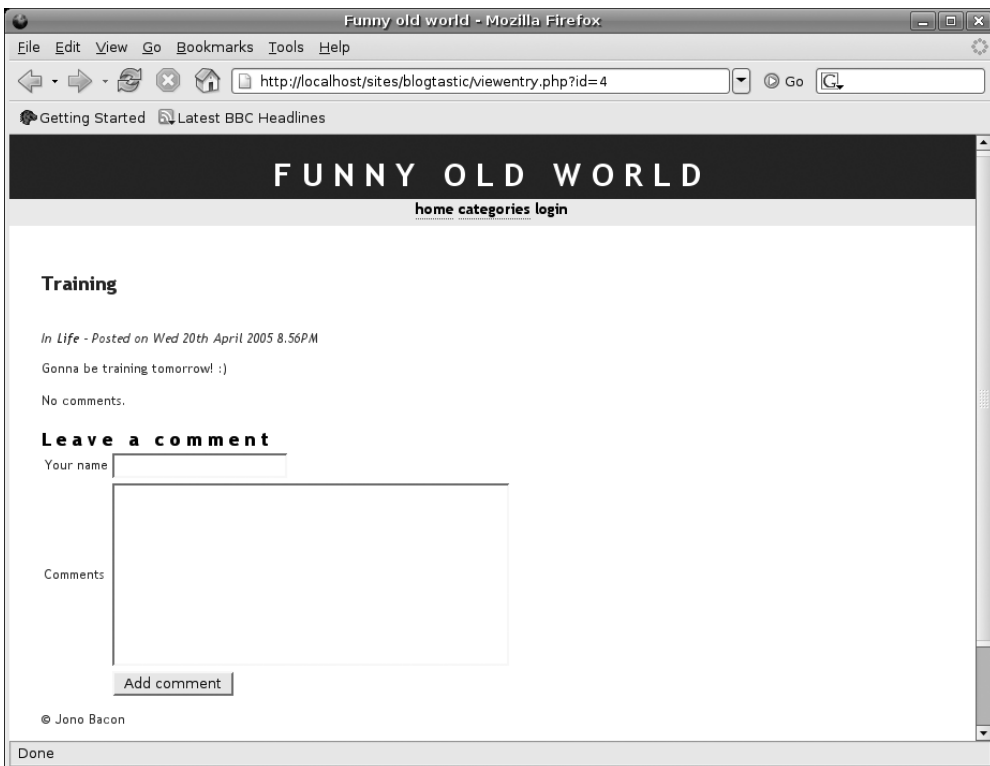 Funny old world - Mozilla Firefox
File Edit View Go Bookmarks Tools Help
http://localhost/sites/blogtastic/viewentry.php?id=4 Go G
Getting Started Latest BBC Headlines
FUNNY OLD WORLD
home categories login
Training
In Life - Posted on Wed 20th April 2005 8.56PM
Gonna be training tomorrow! :)
No comments.
Leave a comment
Your name
Comments
Add comment
© Jono Bacon
Done